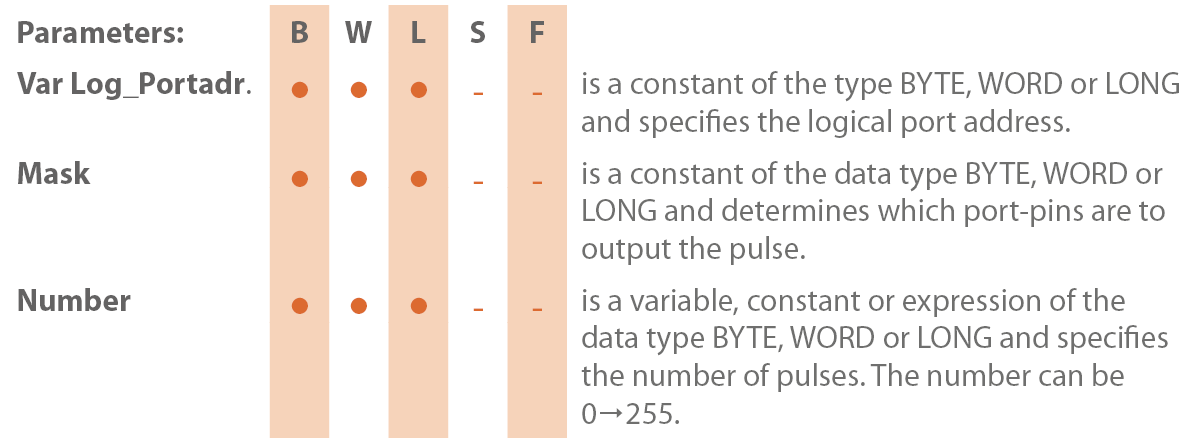 Parameters: B W L S F
Var Log_Portadr. ● ● ● - - is a constant of the type BYTE, WORD or LONG
and specifies the logical port address.
Mask ● ● ● - - is a constant of the data type BYTE, WORD or
LONG and determines which port-pins are to
output the pulse.
Number ● ● ● - - is a variable, constant or expression of the
data type BYTE, WORD or LONG and specifies
the number of pulses. The number can be
0→255.